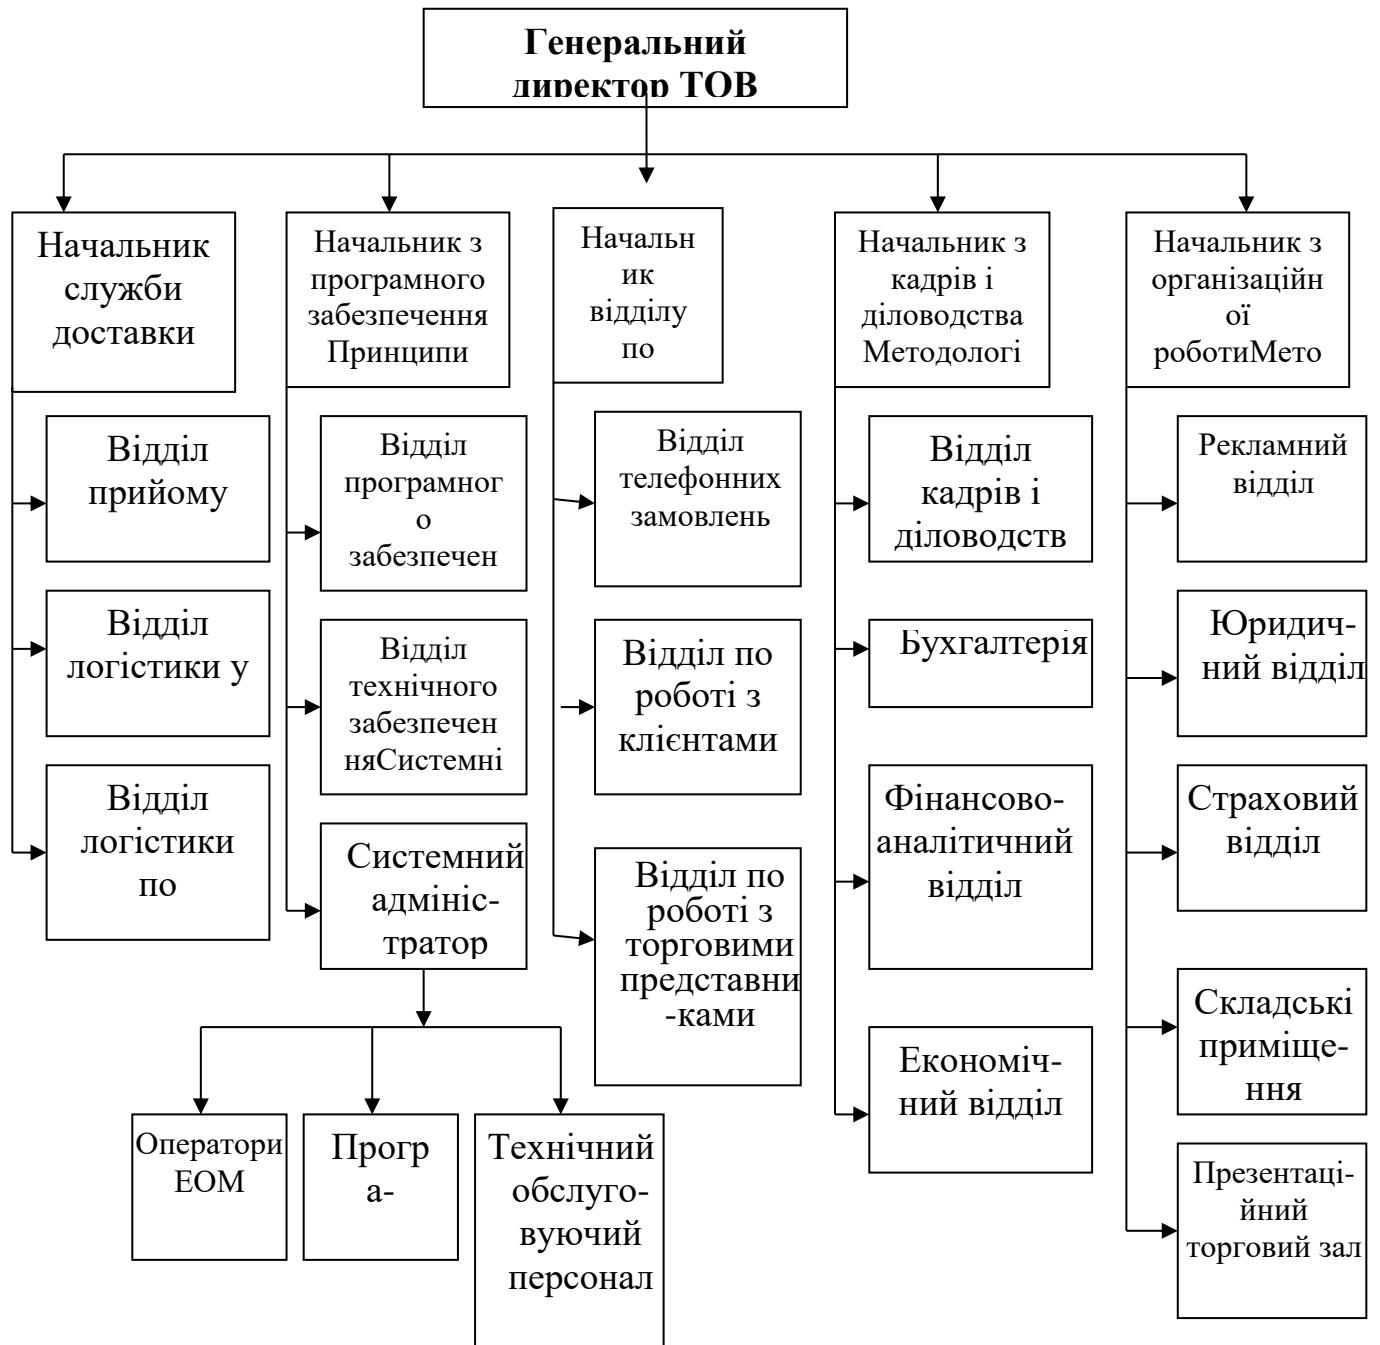 Генеральний
директор ТОВ
Начальник
служби
доставки
Начальник з
програмного
забезпечення
Принципи
Начальн
ик
відділу
по
Начальник з
кадрів і
діловодства
Методологі
Начальник з
організаційн
ої
роботиМето
Відділ
прийому
Відділ
логістики у
Відділ
логістики
по
Відділ
програмног
о
забезпечен
Відділ
технічного
забезпечен
няСистемні
Системний
адмініс-
тратор
Оператори
ЕОМ
Прогр
а-
Технічний
обслуго-
вуючий
персонал
Відділ
телефонних
замовлень
Відділ по
роботі з
клієнтами
Відділ по
роботі з
торговими
представни
-ками
Відділ
кадрів і
діловодств
Бухгалтерія
Фінансово-
аналітичний
відділ
Економіч-
ний відділ
Рекламний
відділ
Юридич-
ний відділ
Страховий
відділ
Складські
приміще-
ння
Презентаці-
йний
торговий зал